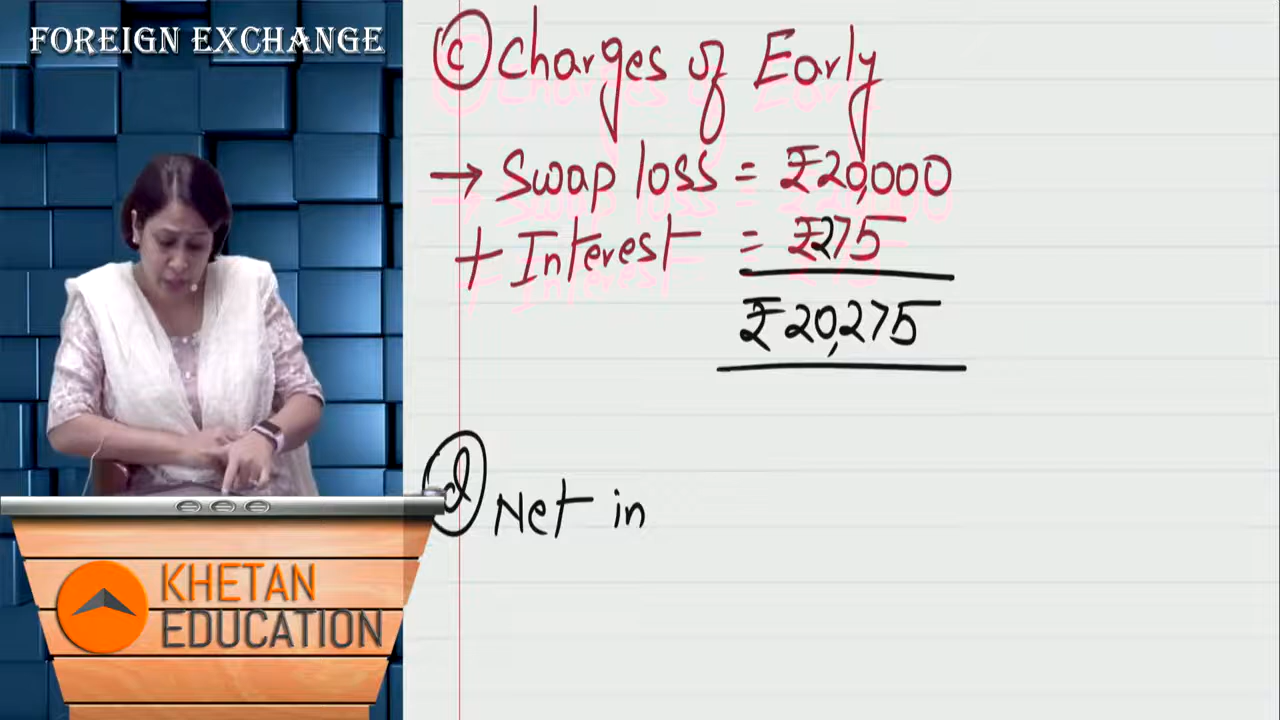 FOREIGN EXCHANGE
(c) Charges of Early
→ Swap loss = ₹20,000
+ Interest = ₹275
₹20,275
(d) Net in
KHETAN
EDUCATION